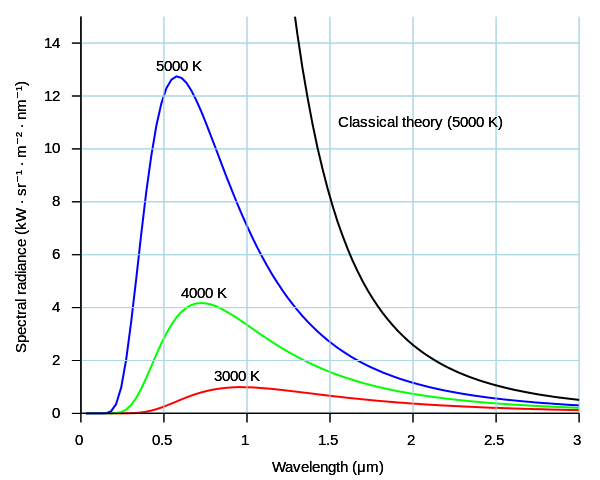 14
12
10
8
6
4
2
0
Spectral radiance (kW · sr⁻¹ · m⁻² · nm⁻¹)
5000 K
4000 K
3000 K
Classical theory (5000 K)
0 0.5 1 1.5 2 2.5 3
Wavelength (μm)